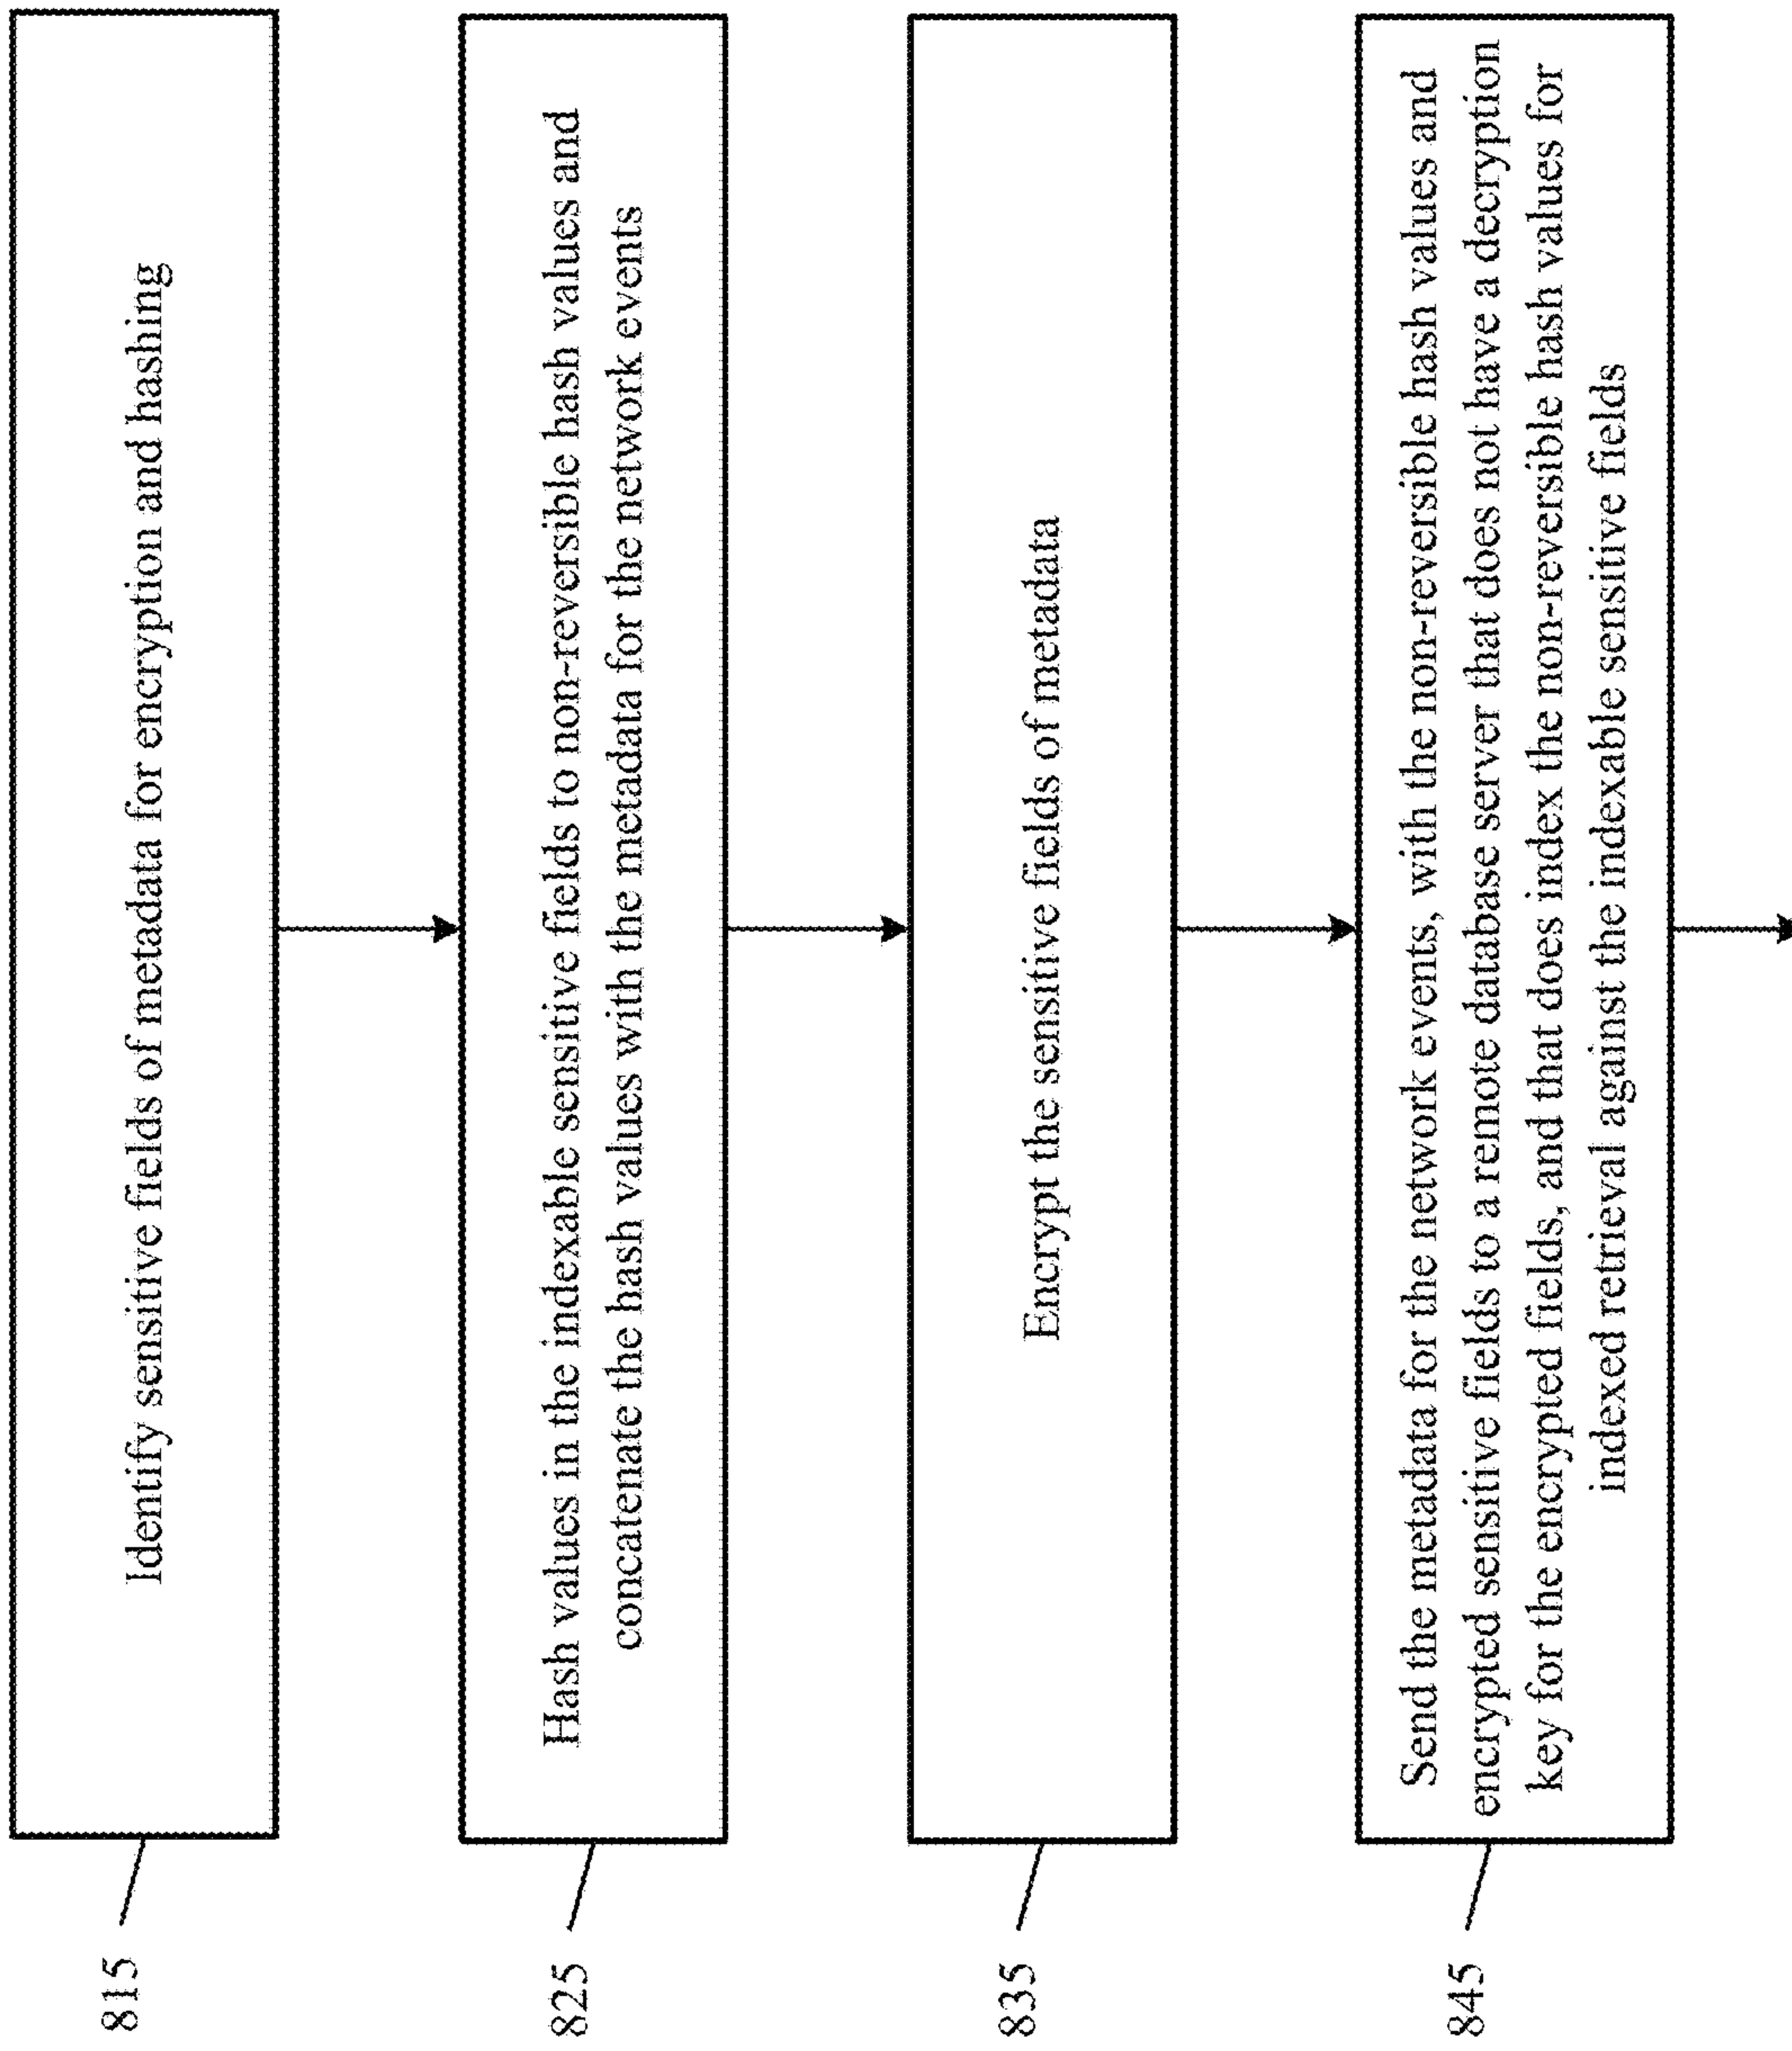 815
Identify sensitive fields of metadata for encryption and hashing
825
Hash values in the indexable sensitive fields to non-reversible hash values and
concatenate the hash values with the metadata for the network events
835
Encrypt the sensitive fields of metadata
845
Send the metadata for the network events, with the non-reversible hash values and
encrypted sensitive fields to a remote database server that does not have a decryption
key for the encrypted fields, and that does index the non-reversible hash values for
indexed retrieval against the indexable sensitive fields